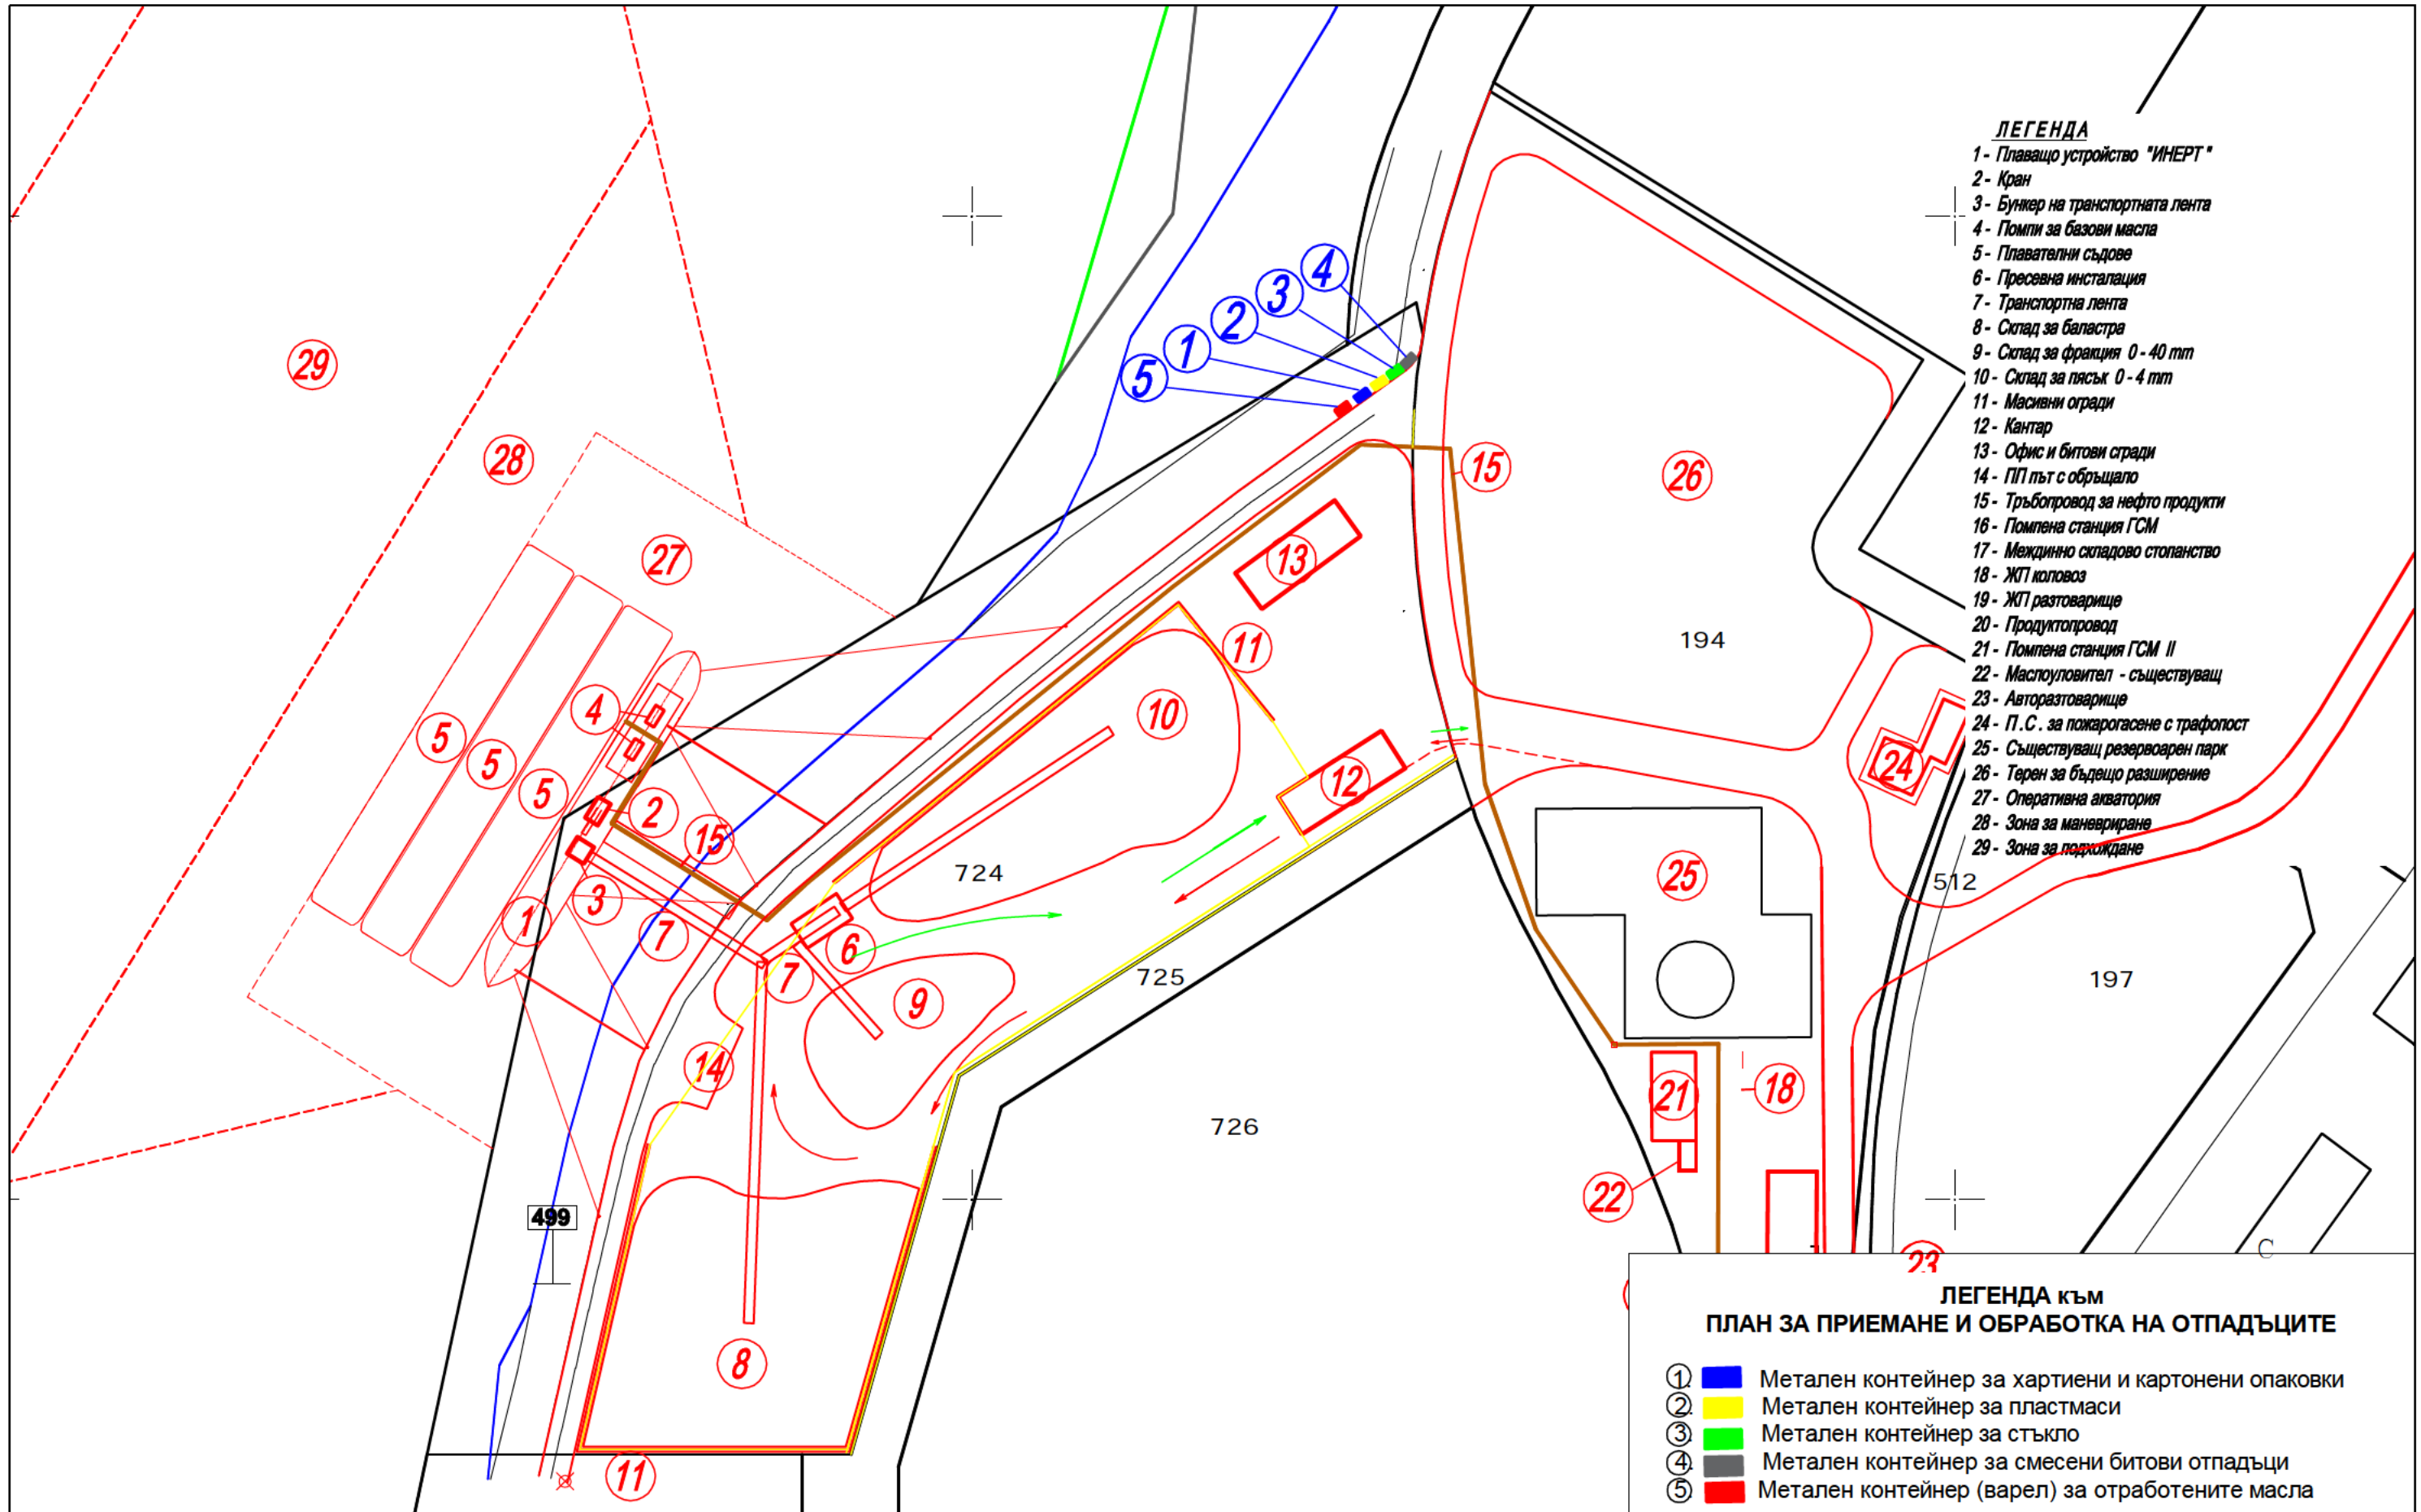 ЛЕГЕНДА
1 - Плаващо устройство "ИНЕРТ"
2 - Кран
3 - Бункер на транспортната лента
4 - Помпи за базови масла
5 - Плавателни съдове
6 - Пресевна инсталация
7 - Транспортна лента
8 - Склад за баластра
9 - Склад за фракция 0 - 40 mm
10 - Склад за пясък 0 - 4 mm
11 - Масивни огради
12 - Кантар
13 - Офис и битови сгради
14 - ПП път с обръщало
15 - Тръбопровод за нефто продукти
16 - Помпена станция ГСМ
17 - Междинно складово стопанство
18 - ЖП коловоз
19 - ЖП разтоварище
20 - Продуктопровод
21 - Помпена станция ГСМ II
22 - Маслоуловител - съществуващ
23 - Авторазтоварище
24 - П.С. за пожарогасене с трафопост
25 - Съществуващ резервоарен парк
26 - Терен за бъдещо разширение
27 - Оперативна акватория
28 - Зона за маневриране
29 - Зона за подхождане
4
3
2
1
5
29
28
27
15
26
13
194
11
10
4
5
5
5
2
15
12
24
3
1
7
6
7
724
25
512
9
725
197
14
726
21
18
22
499
23
С
8
11
ЛЕГЕНДА към
ПЛАН ЗА ПРИЕМАНЕ И ОБРАБОТКА НА ОТПАДЪЦИТЕ
1. Метален контейнер за хартиени и картонени опаковки
2. Метален контейнер за пластмаси
3. Метален контейнер за стъкло
4. Метален контейнер за смесени битови отпадъци
5. Метален контейнер (варел) за отработените масла